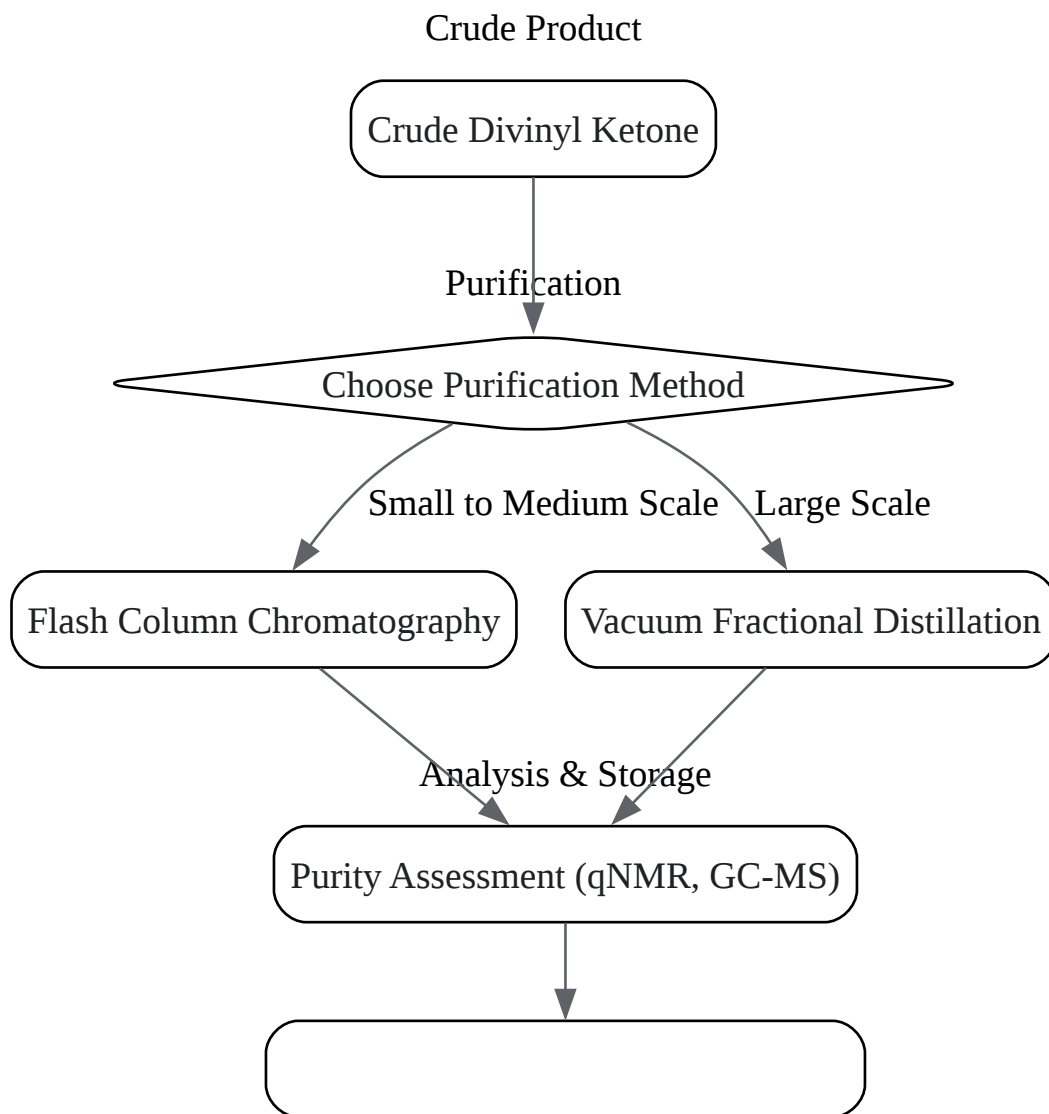 Crude Product
Crude Divinyl Ketone
Purification
Choose Purification Method
Small to Medium Scale
Large Scale
Flash Column Chromatography
Vacuum Fractional Distillation
Analysis & Storage
Purity Assessment (qNMR, GC-MS)